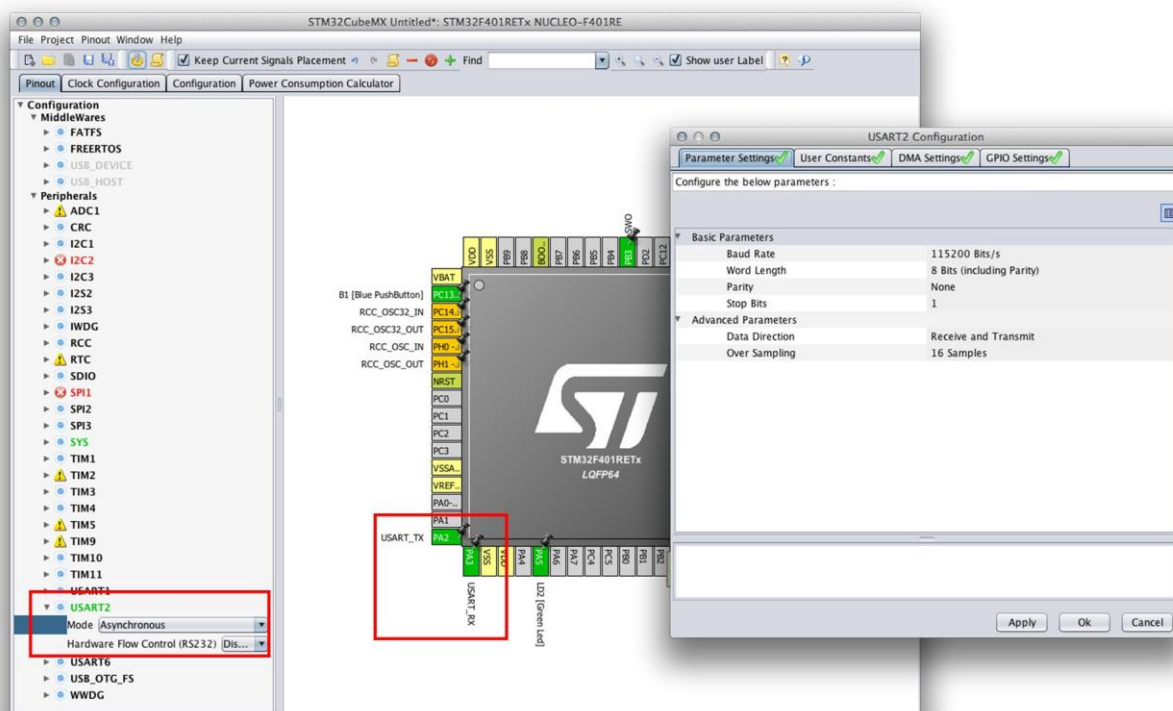 STM32CubeMX Untitled*: STM32F401RETx NUCLEO-F401RE
File Project Pinout Window Help
Keep Current Signals Placement
Find
Show user Label
Pinout
Clock Configuration
Configuration
Power Consumption Calculator
Configuration
MiddleWares
FATFS
FREERTOS
USB_DEVICE
USB_HOST
Peripherals
ADC1
CRC
I2C1
I2C2
I2C3
I2S2
I2S3
IWDG
RCC
RTC
SDIO
SPI1
SPI2
SPI3
SYS
TIM1
TIM2
TIM3
TIM4
TIM5
TIM9
TIM10
TIM11
USART1
USART2
Mode Asynchronous
Hardware Flow Control (RS232) Dis...
USART6
USB_OTG_FS
WWDG
SWO
VDD
VSS
PB9
PB8
BOO..
PB7
PB6
PB5
PB4
PB3..
PD2
PC12
VBAT
B1 [Blue PushButton] PC13..
RCC_OSC32_IN PC14..
RCC_OSC32_OUT PC15..
RCC_OSC_IN PH0 -..
RCC_OSC_OUT PH1 -..
NRST
PC0
PC1
PC2
PC3
VSSA..
VREF..
PA0-..
PA1
USART_TX PA2
ST
STM32F401RETx
LQFP64
PA3
VSS
VDD
PA4
PA5
PA6
PA7
PC4
PC5
PB0
PB1
PB2
USART_RX
LD2 [Green Led]
USART2 Configuration
Parameter Settings
User Constants
DMA Settings
GPIO Settings
Configure the below parameters :
Basic Parameters
Baud Rate 115200 Bits/s
Word Length 8 Bits (including Parity)
Parity None
Stop Bits 1
Advanced Parameters
Data Direction Receive and Transmit
Over Sampling 16 Samples
Apply
Ok
Cancel